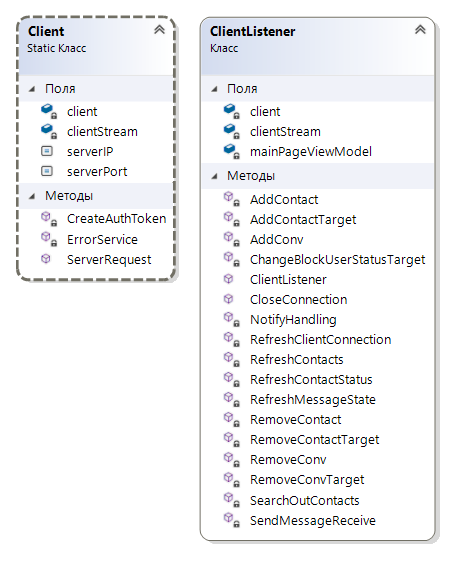 Client
Static Класс
Поля
client
clientStream
serverIP
serverPort
Методы
CreateAuthToken
ErrorService
ServerRequest
ClientListener
Класс
Поля
client
clientStream
mainPageViewModel
Методы
AddContact
AddContactTarget
AddConv
ChangeBlockUserStatusTarget
ClientListener
CloseConnection
NotifyHandling
RefreshClientConnection
RefreshContacts
RefreshContactStatus
RefreshMessageState
RemoveContact
RemoveContactTarget
RemoveConv
RemoveConvTarget
SearchOutContacts
SendMessageReceive